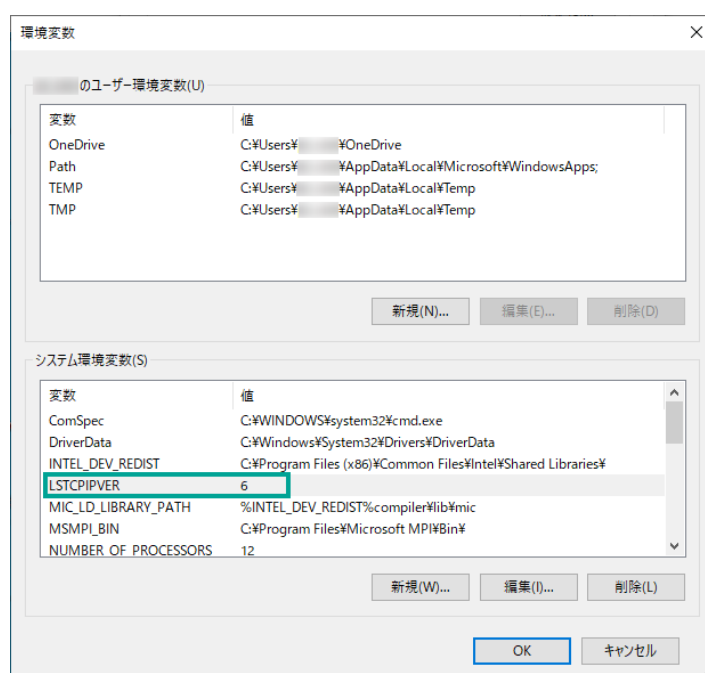 環境変数
のユーザー環境変数(U)
変数 値
OneDrive C:¥Users¥ ¥OneDrive
Path C:¥Users¥ ¥AppData¥Local¥Microsoft¥WindowsApps;
TEMP C:¥Users¥ ¥AppData¥Local¥Temp
TMP C:¥Users¥ ¥AppData¥Local¥Temp
新規(N)... 編集(E)... 削除(D)
システム環境変数(S)
変数 値
ComSpec C:¥WINDOWS¥system32¥cmd.exe
DriverData C:¥Windows¥System32¥Drivers¥DriverData
INTEL_DEV_REDIST C:¥Program Files (x86)¥Common Files¥Intel¥Shared Libraries¥
LSTCPIPVER 6
MIC_LD_LIBRARY_PATH %INTEL_DEV_REDIST%compiler¥lib¥mic
MSMPI_BIN C:¥Program Files¥Microsoft MPI¥Bin¥
NUMBER OF PROCESSORS 12
新規(W)... 編集(I)... 削除(L)
OK キャンセル